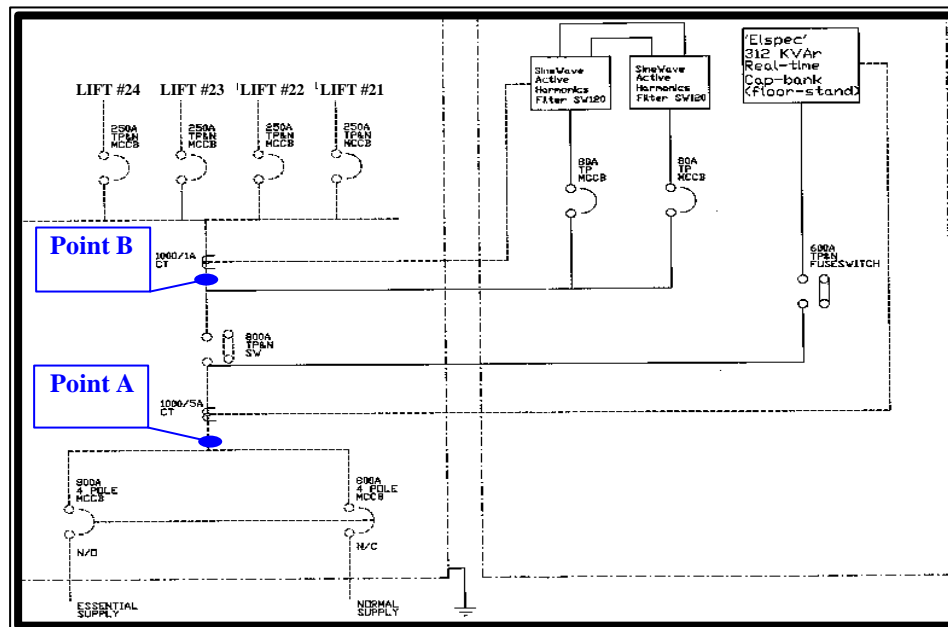 LIFT #24
LIFT #23
LIFT #22
LIFT #21
250A
TP&N
MCCB
250A
TP&N
MCCB
250A
TP&N
MCCB
250A
TP&N
MCCB
SineWave
Active
Harmonics
Filter SW120
SineWave
Active
Harmonics
Filter SW120
'Elspec'
312 KVAr
Real-time
Cap-bank
(floor-stand)
80A
TP
MCCB
80A
TP
MCCB
Point B
1000/1A
CT
600A
TP&N
FUSESWITCH
800A
TP&N
SW
Point A
1000/5A
CT
800A
4 POLE
MCCB
N/O
800A
4 POLE
MCCB
N/C
ESSENTIAL
SUPPLY
NORMAL
SUPPLY